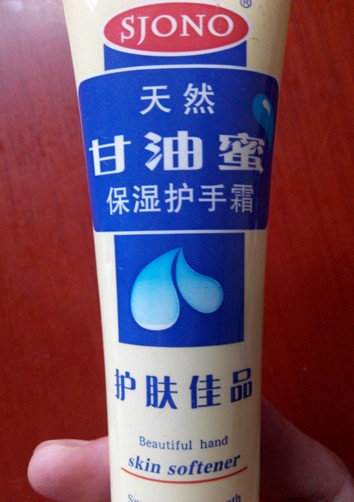 SJONO®
天然
甘油蜜
保湿护手霜
护肤佳品
Beautiful hand
skin softener